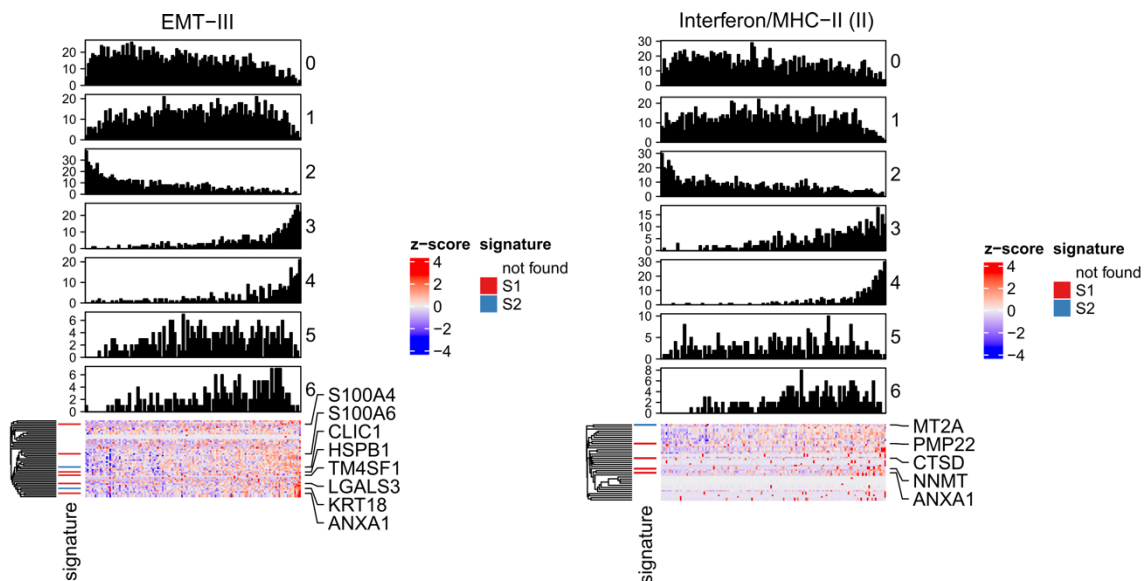 EMT−III
20
10
0
0
20
10
0
1
30
20
10
0
2
20
10
0
3
20
10
0
4
6
4
2
0
5
6
4
2
0
6
S100A4
S100A6
CLIC1
HSPB1
TM4SF1
LGALS3
KRT18
ANXA1
signature
z−score
4
2
0
−2
−4
signature
not found
S1
S2
Interferon/MHC−II (II)
30
20
10
0
0
20
10
0
1
30
20
10
0
2
15
10
5
0
3
30
20
10
0
4
10
5
0
5
8
6
4
2
0
6
MT2A
PMP22
CTSD
NNMT
ANXA1
signature
z−score
4
2
0
−2
−4
signature
not found
S1
S2